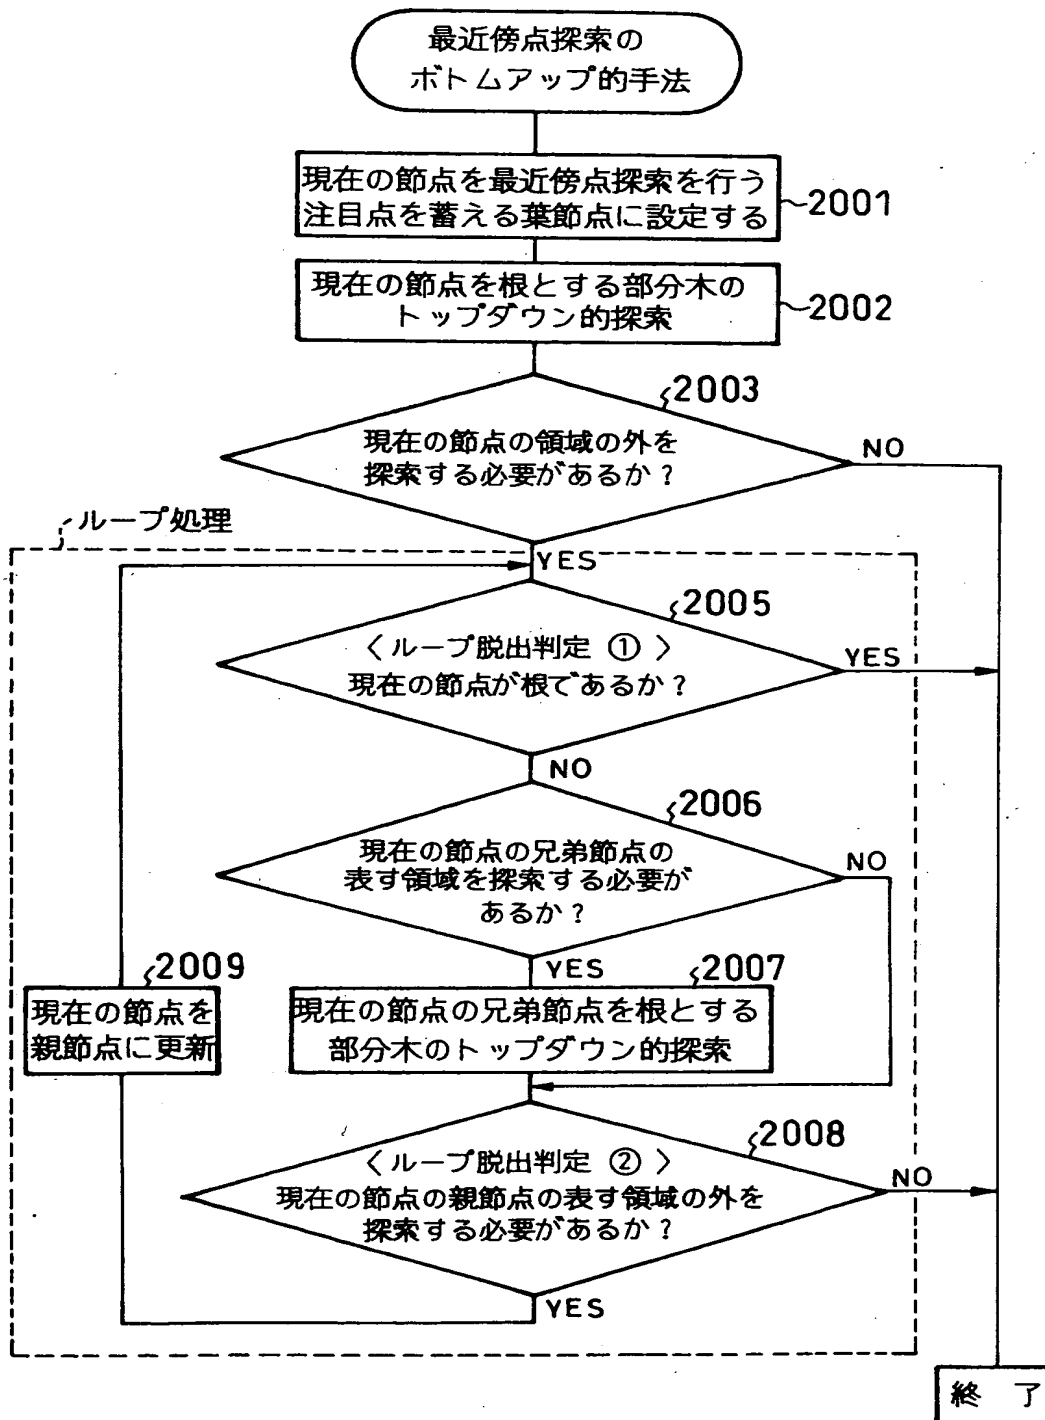 最近傍点探索の
ボトムアップ的手法
現在の節点を最近傍点探索を行う
注目点を蓄える葉節点に設定する
2001
現在の節点を根とする部分木の
トップダウン的探索
2002
2003
現在の節点の領域の外を
探索する必要があるか?
NO
ループ処理
YES
2005
〈ループ脱出判定 ①〉
現在の節点が根であるか?
YES
NO
2006
現在の節点の兄弟節点の
表す領域を探索する必要が
あるか?
NO
YES
2007
現在の節点の兄弟節点を根とする
部分木のトップダウン的探索
2009
現在の節点を
親節点に更新
2008
〈ループ脱出判定 ②〉
現在の節点の親節点の表す領域の外を
探索する必要があるか?
NO
YES
終 了